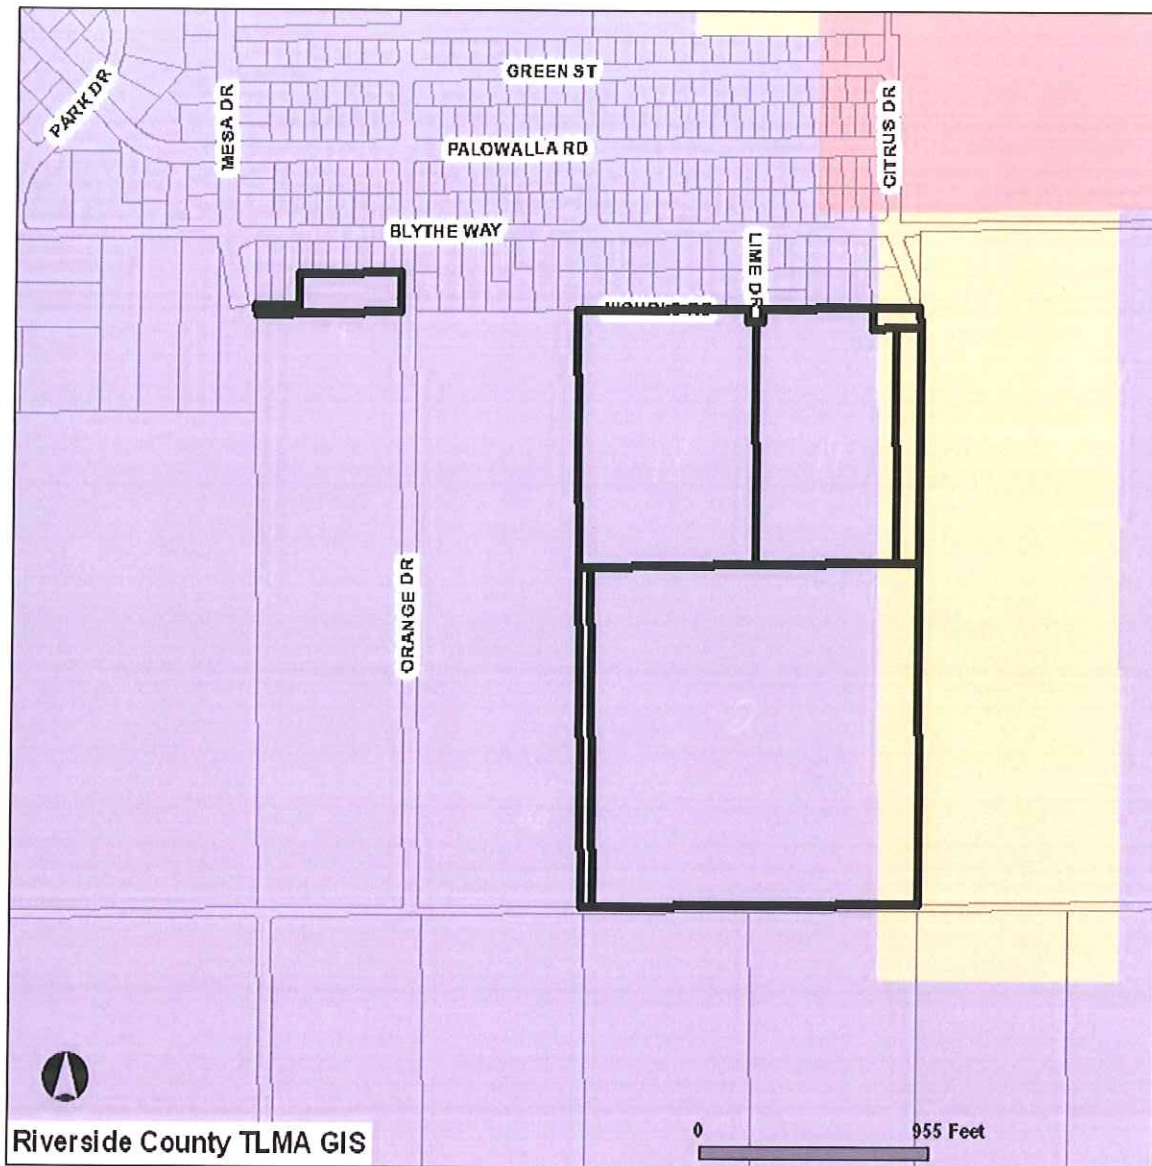 GREEN ST
PARK DR
MESA DR
CITRUS DR
PALOWALLA RD
BLYTHE WAY
LIME DR
ORANGE DR
Riverside County TLMA GIS
0 955 Feet